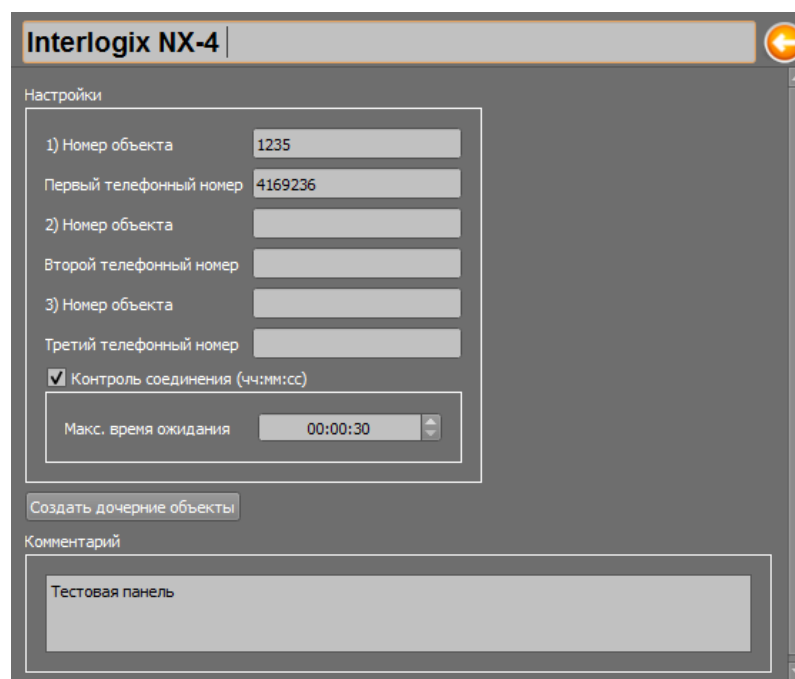 Interlogix NX-4
Настройки
1) Номер объекта 1235
Первый телефонный номер 4169236
2) Номер объекта
Второй телефонный номер
3) Номер объекта
Третий телефонный номер
Контроль соединения (чч:мм:сс)
Макс. время ожидания 00:00:30
Создать дочерние объекты
Комментарий
Тестовая панель